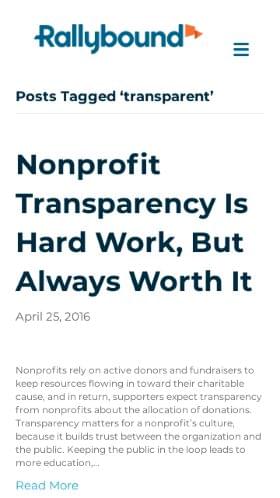 Rallybound
Posts Tagged ‘transparent’
Nonprofit
Transparency Is
Hard Work, But
Always Worth It
April 25, 2016
Nonprofits rely on active donors and fundraisers to
keep resources flowing in toward their charitable
cause, and in return, supporters expect transparency
from nonprofits about the allocation of donations.
Transparency matters for a nonprofit’s culture,
because it builds trust between the organization and
the public. Keeping the public in the loop leads to
more education,...
Read More